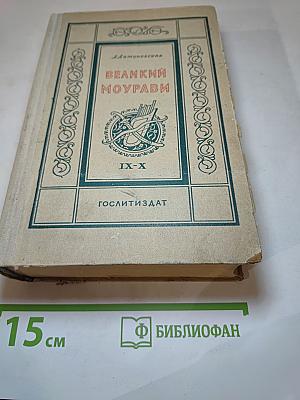 А.Антоновская
ВЕЛИКИЙ
МОУРАВИ
IX-X
ГОСЛИТИЗДАТ
15 см
Ф БИБЛИОФАН